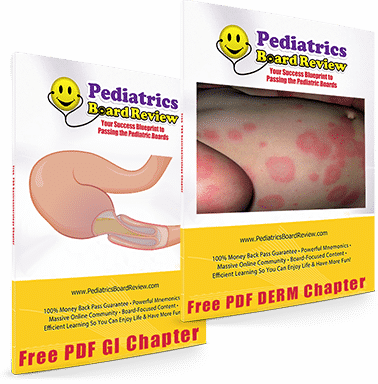 Pediatrics
Board Review
Your Success Blueprint to
Passing the Pediatric Boards
www.PediatricsBoardReview.com
100% Money Back Pass Guarantee • Powerful Mnemonics •
Massive Online Community • Board-Focused Content •
Efficient Learning So You Can Enjoy Life & Have More Fun!
Free PDF GI Chapter
Pediatrics
Board Review
Your Success Blueprint to
Passing the Pediatric Boards
www.PediatricsBoardReview.com
100% Money Back Pass Guarantee • Powerful Mnemonics •
Massive Online Community • Board-Focused Content •
Efficient Learning So You Can Enjoy Life & Have More Fun!
Free PDF DERM Chapter